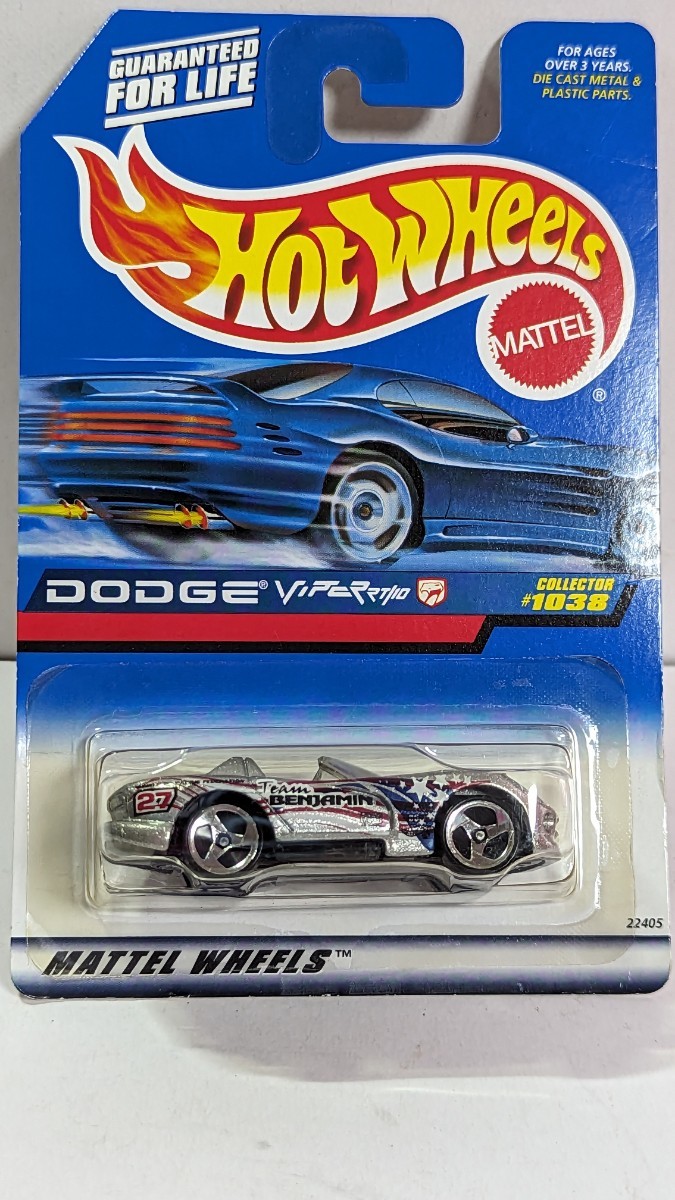 GUARANTEED
FOR LIFE
FOR AGES
OVER 3 YEARS.
DIE CAST METAL &
PLASTIC PARTS.
HOT WHEELS
MATTEL
®
DODGE® VIPER RT/10
COLLECTOR
#1038
27
Team
BENJAMIN
22405
MATTEL WHEELS™